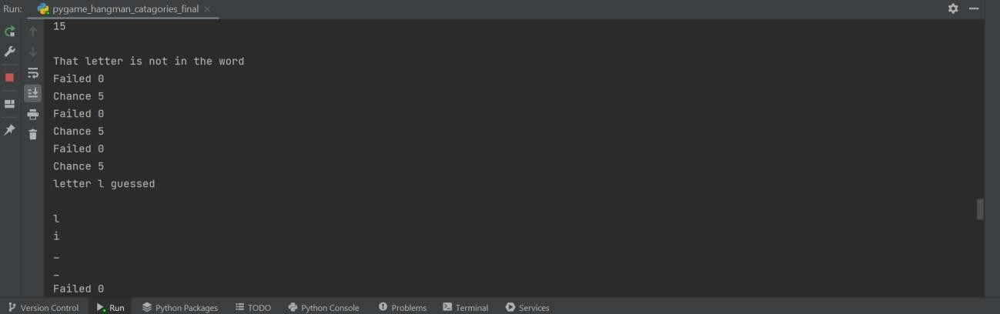 Run: pygame_hangman_catagories_final
15
That letter is not in the word
Failed 0
Chance 5
Failed 0
Chance 5
Failed 0
Chance 5
letter l guessed
l
i
_
_
Failed 0
Version Control Run Python Packages TODO Python Console Problems Terminal Services